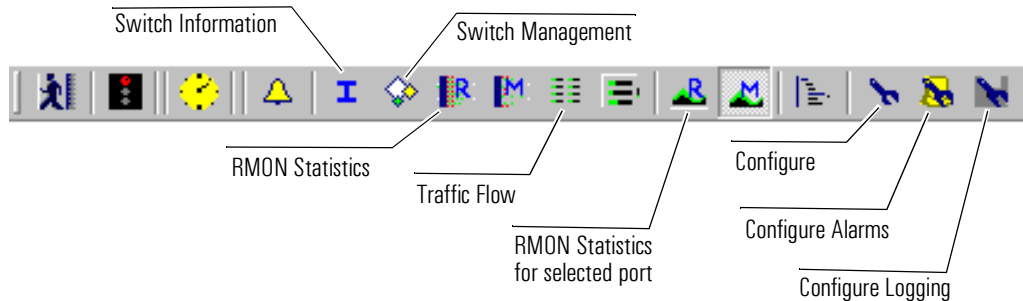 Switch Information
Switch Management
I
R
M
R
M
RMON Statistics
Traffic Flow
RMON Statistics
for selected port
Configure
Configure Alarms
Configure Logging